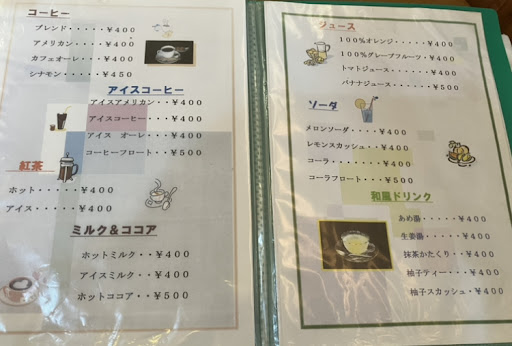 コーヒー
ブレンド・・・・・¥400
アメリカン・・・・¥400
カフェオーレ・・・¥400
シナモン・・・・・¥450
アイスコーヒー
アイスアメリカン・・¥400
アイスコーヒー・・・¥400
アイス オーレ・・・¥400
コーヒーフロート・・¥500
紅茶
ホット・・・・・¥400
アイス・・・・・¥400
ミルク&ココア
ホットミルク・・¥400
アイスミルク・・¥400
ホットココア・・¥500
ジュース
100%オレンジ・・・・・¥400
100%グレープフルーツ・・¥400
トマトジュース・・・・・¥400
バナナジュース・・・・・¥500
ソーダ
メロンソーダ・・・・¥400
レモンスカッシュ・・¥400
コーラ・・・・・・・¥400
コーラフロート・・・¥500
和風ドリンク
あめ湯・・・・・¥400
生姜湯・・・・・¥400
抹茶かたくり・・¥400
柚子ティー・・・¥400
柚子スカッシュ・¥400